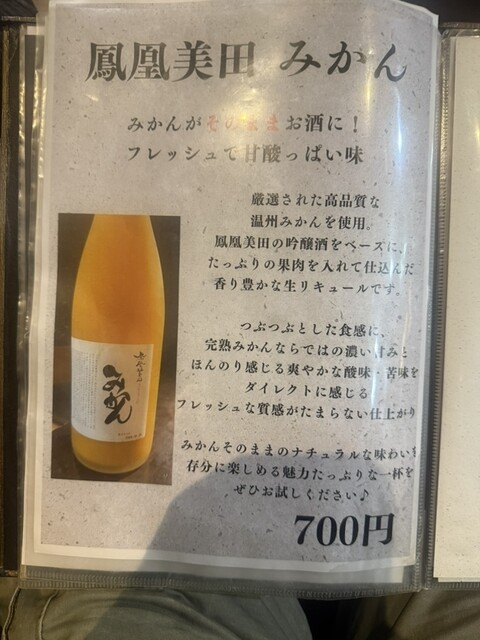 鳳凰美田 みかん
みかんがそのままお酒に！
フレッシュで甘酸っぱい味
厳選された高品質な
温州みかんを使用。
鳳凰美田の吟醸酒をベースに、
たっぷりの果肉を入れて仕込んだ
香り豊かな生リキュールです。
つぶつぶとした食感に、
完熟みかんならではの濃い甘みと
ほんのり感じる爽やかな酸味・苦味を
ダイレクトに感じる
フレッシュな質感がたまらない仕上がり
みかんそのままのナチュラルな味わいを
存分に楽しめる魅力たっぷりな一杯を
ぜひお試しください♪
700円
みかん